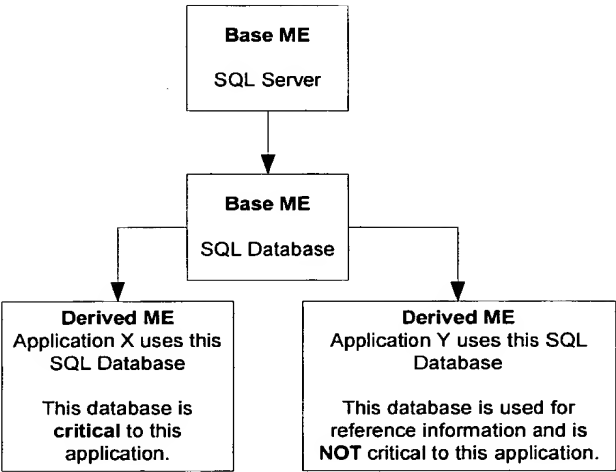 Base ME
SQL Server
Base ME
SQL Database
Derived ME
Application X uses this
SQL Database
This database is
critical to this
application.
Derived ME
Application Y uses this SQL
Database
This database is used for
reference information and is
NOT critical to this application.